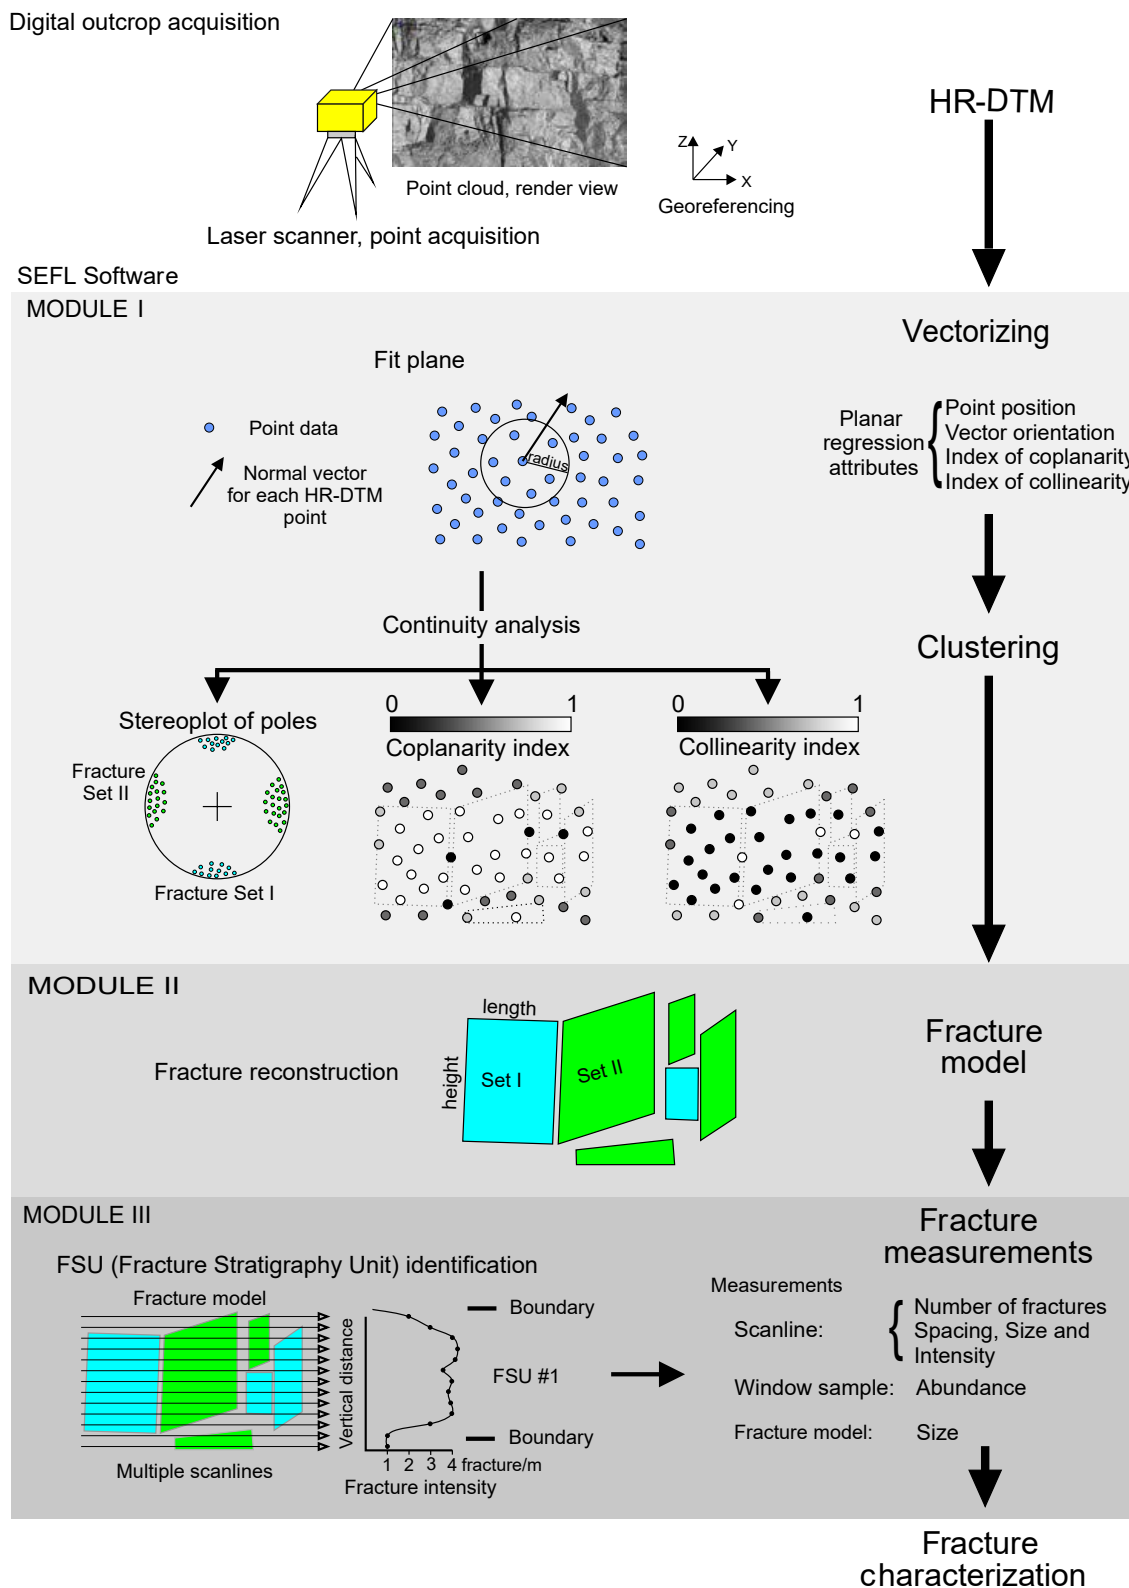 Digital outcrop acquisition
HR-DTM
Z
Y
X
Point cloud, render view
Georeferencing
Laser scanner, point acquisition
SEFL Software
MODULE I
Vectorizing
Fit plane
Point data
Normal vector
for each HR-DTM
point
radius
Planar
regression
attributes
Point position
Vector orientation
Index of coplanarity
Index of collinearity
Continuity analysis
Clustering
Stereoplot of poles
Fracture
Set II
Fracture Set I
0 1
Coplanarity index
0 1
Collinearity index
MODULE II
Fracture reconstruction
length
height
Set I
Set II
Fracture
model
MODULE III
Fracture
measurements
FSU (Fracture Stratigraphy Unit) identification
Fracture model
Multiple scanlines
Vertical distance
Boundary
FSU #1
Boundary
1 2 3 4 fracture/m
Fracture intensity
Measurements
Scanline:
Number of fractures
Spacing, Size and
Intensity
Window sample: Abundance
Fracture model: Size
Fracture
characterization